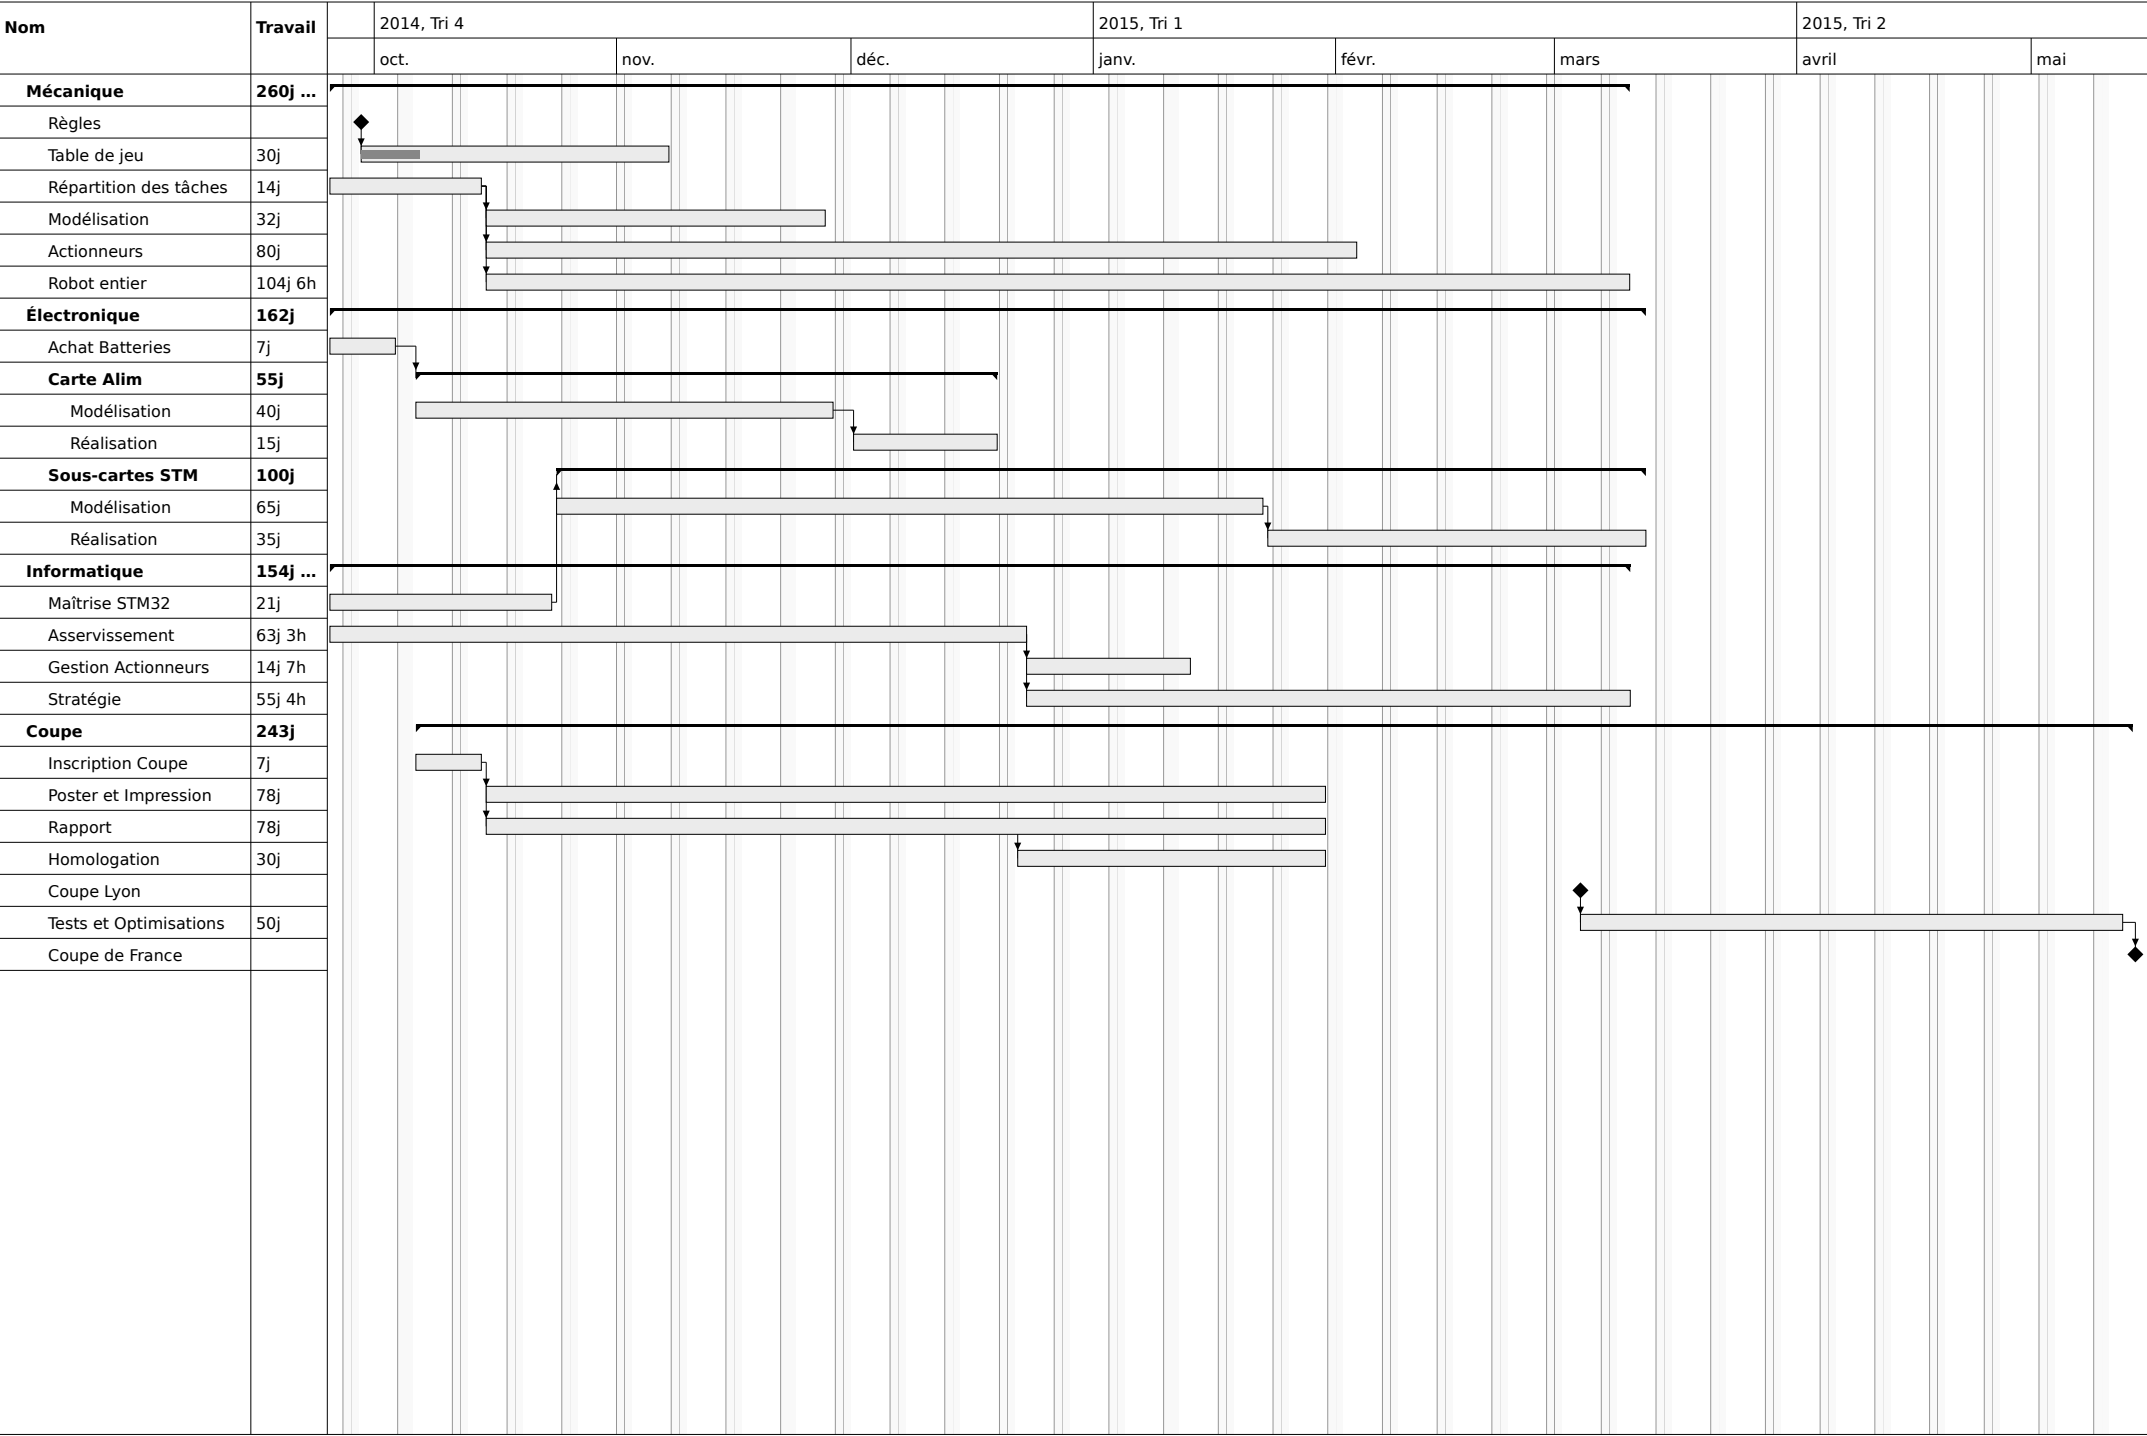 Nom Travail 2014, Tri 4 2015, Tri 1 2015, Tri 2
oct. nov. déc. janv. févr. mars avril mai
Mécanique 260j ...
Règles
Table de jeu 30j
Répartition des tâches 14j
Modélisation 32j
Actionneurs 80j
Robot entier 104j 6h
Électronique 162j
Achat Batteries 7j
Carte Alim 55j
Modélisation 40j
Réalisation 15j
Sous-cartes STM 100j
Modélisation 65j
Réalisation 35j
Informatique 154j ...
Maîtrise STM32 21j
Asservissement 63j 3h
Gestion Actionneurs 14j 7h
Stratégie 55j 4h
Coupe 243j
Inscription Coupe 7j
Poster et Impression 78j
Rapport 78j
Homologation 30j
Coupe Lyon
Tests et Optimisations 50j
Coupe de France